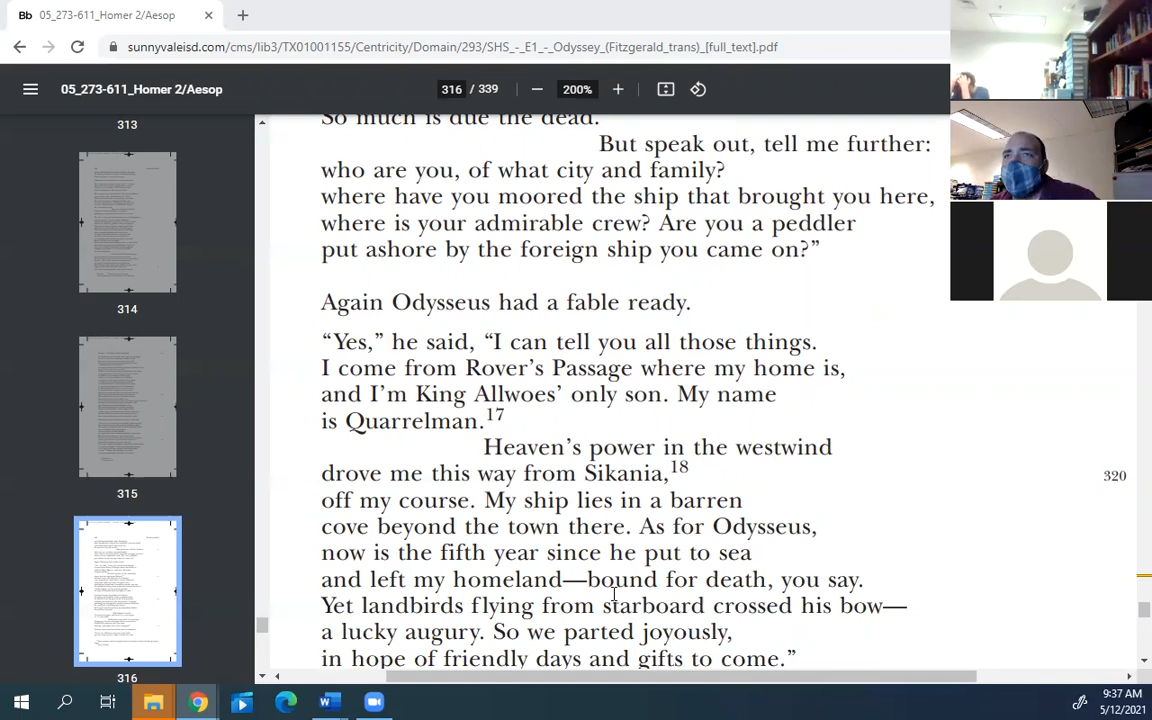 Bb 05_273-611_Homer 2/Aesop
sunnyvaleisd.com/cms/lib3/TX01001155/Centricity/Domain/293/SHS_-_E1_-_Odyssey_(Fitzgerald_trans)_[full_text].pdf
05_273-611_Homer 2/Aesop
316 / 339
200%
313
314
315
316
So much is due the dead.
But speak out, tell me further:
who are you, of what city and family?
where have you moored the ship that brought you here,
where is your admirable crew? Are you a peddler
put ashore by the foreign ship you came on?”
Again Odysseus had a fable ready.
“Yes,” he said, “I can tell you all those things.
I come from Rover’s Passage where my home is,
and I’m King Allwoes’ only son. My name
is Quarrelman.17
Heaven’s power in the westwind
drove me this way from Sikania,18
320
off my course. My ship lies in a barren
cove beyond the town there. As for Odysseus,
now is the fifth year since he put to sea
and left my homeland—bound for death, you say.
Yet landbirds flying from starboard crossed his bow—
a lucky augury. So we parted joyously,
in hope of friendly days and gifts to come.”
9:37 AM
5/12/2021